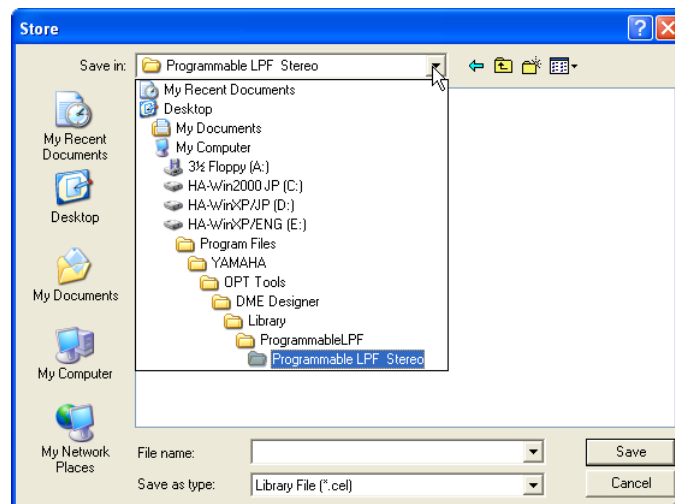 Store
Save in: Programmable LPF  Stereo
My Recent Documents
Desktop
My Documents
My Computer
3½ Floppy (A:)
HA-Win2000 JP (C:)
HA-WinXP/JP (D:)
HA-WinXP/ENG (E:)
Program Files
YAMAHA
OPT Tools
DME Designer
Library
ProgrammableLPF
Programmable LPF  Stereo
My Recent
Documents
Desktop
My Documents
My Computer
My Network
Places
File name:
Save
Save as type: Library File (*.cel)
Cancel